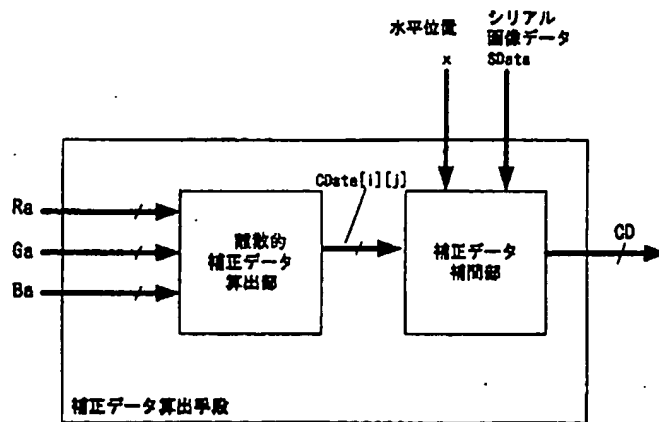 水平位置
x
シリアル
画像データ
SData
Ra
Ga
Ba
離散的
補正データ
算出部
CData[i][j]
補正データ
補間部
CD
補正データ算出手段